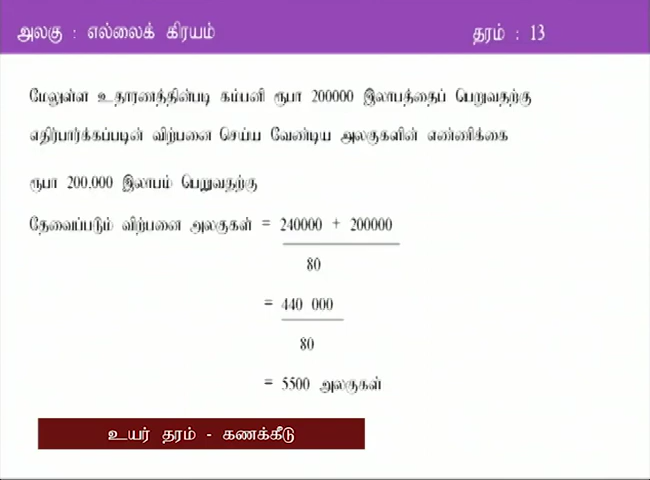 அலகு : எல்லைக் கிரயம்
தரம் : 13
மேலுள்ள உதாரணத்தின்படி கம்பனி ரூபா 200000 இலாபத்தைப் பெறுவதற்கு
எதிர்பார்க்கப்படின் விற்பனை செய்ய வேண்டிய அலகுகளின் எண்ணிக்கை
ரூபா 200.000 இலாபம் பெறுவதற்கு
தேவைப்படும் விற்பனை அலகுகள் = 240000 + 200000
80
= 440 000
80
= 5500 அலகுகள்
உயர் தரம் - கணக்கீடு